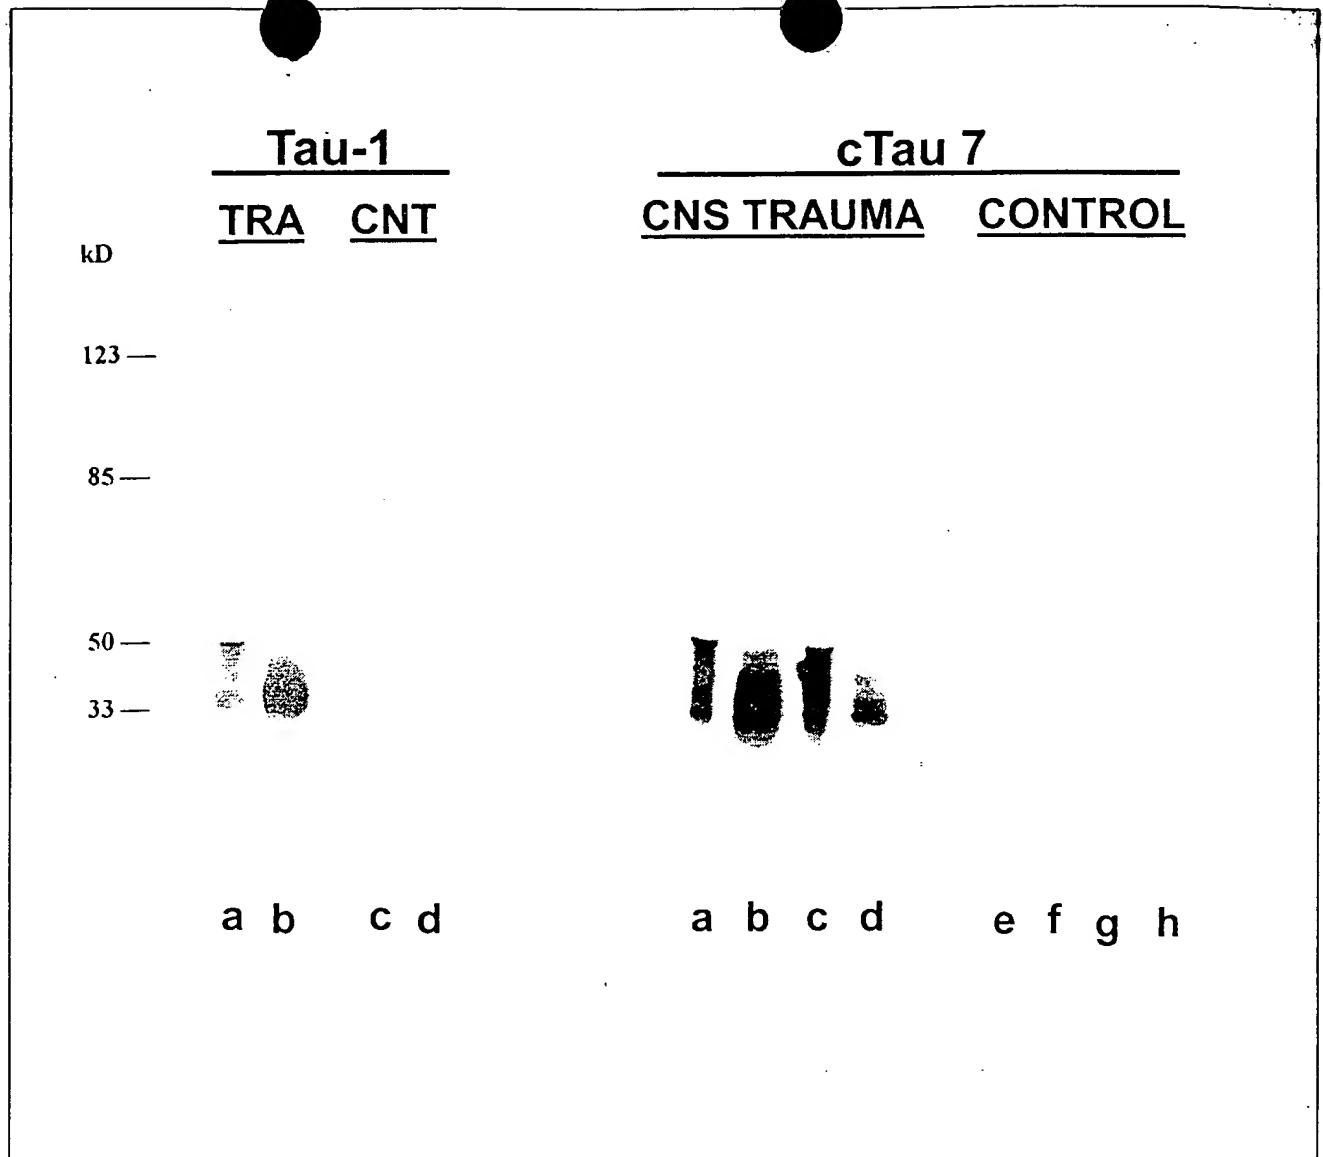 Tau-1 cTau 7
TRA CNT CNS TRAUMA CONTROL
kD
123
85
50
33
a b c d a b c d e f g h